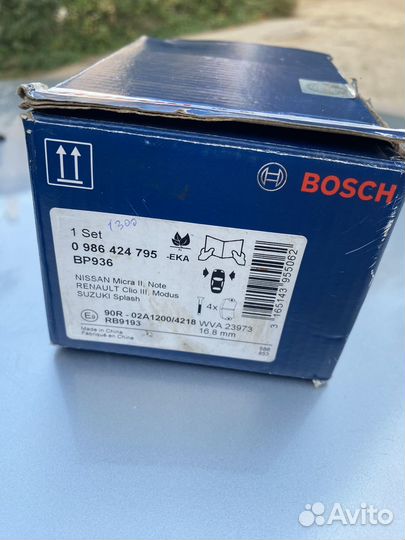 BOSCH
1300
1 Set
0 986 424 795 -EKA
BP936
NISSAN Micra II, Note
RENAULT Clio III, Modus
SUZUKI Splash
4x
90R - 02A1200/4218 WVA 23973
RB9193 16.8 mm
Made in China
Fabriqué en China
3 165143 955062
Avito